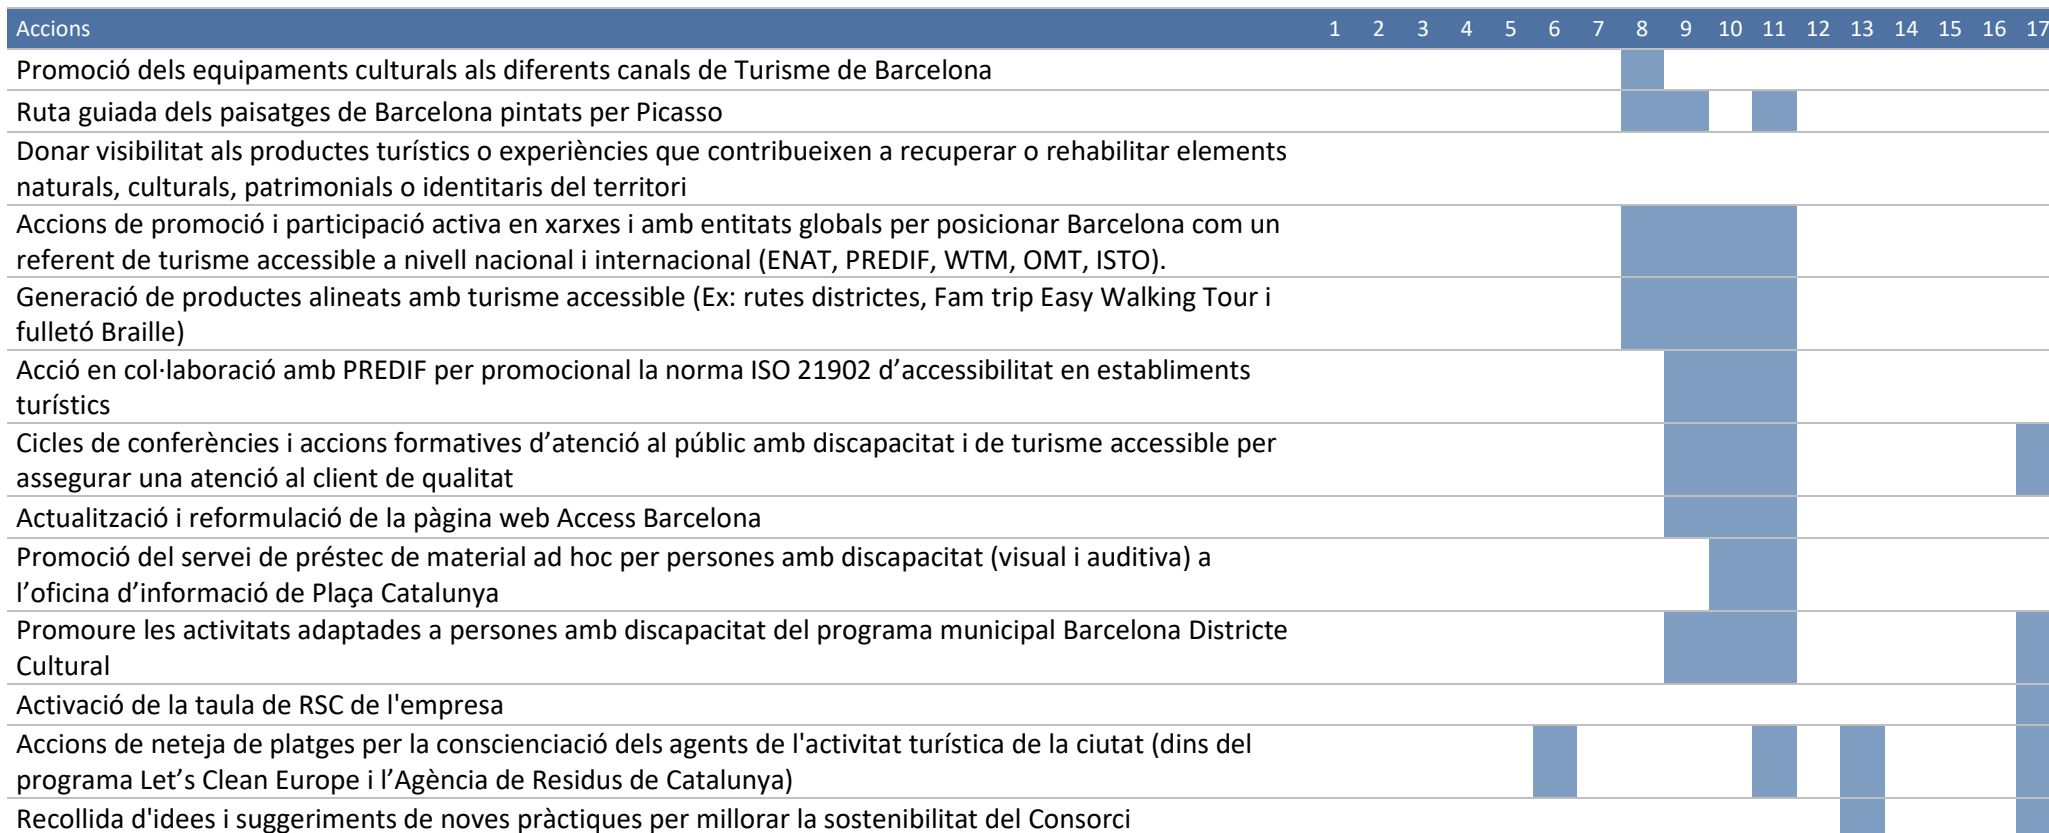 Accions 1 2 3 4 5 6 7 8 9 10 11 12 13 14 15 16 17
Promoció dels equipaments culturals als diferents canals de Turisme de Barcelona
Ruta guiada dels paisatges de Barcelona pintats per Picasso
Donar visibilitat als productes turístics o experiències que contribueixen a recuperar o rehabilitar elements
naturals, culturals, patrimonials o identitaris del territori
Accions de promoció i participació activa en xarxes i amb entitats globals per posicionar Barcelona com un
referent de turisme accessible a nivell nacional i internacional (ENAT, PREDIF, WTM, OMT, ISTO).
Generació de productes alineats amb turisme accessible (Ex: rutes districtes, Fam trip Easy Walking Tour i
fulletó Braille)
Acció en col·laboració amb PREDIF per promocional la norma ISO 21902 d’accessibilitat en establiments
turístics
Cicles de conferències i accions formatives d’atenció al públic amb discapacitat i de turisme accessible per
assegurar una atenció al client de qualitat
Actualització i reformulació de la pàgina web Access Barcelona
Promoció del servei de préstec de material ad hoc per persones amb discapacitat (visual i auditiva) a
l’oficina d’informació de Plaça Catalunya
Promoure les activitats adaptades a persones amb discapacitat del programa municipal Barcelona Districte
Cultural
Activació de la taula de RSC de l'empresa
Accions de neteja de platges per la conscienciació dels agents de l'activitat turística de la ciutat (dins del
programa Let’s Clean Europe i l’Agència de Residus de Catalunya)
Recollida d'idees i suggeriments de noves pràctiques per millorar la sostenibilitat del Consorci